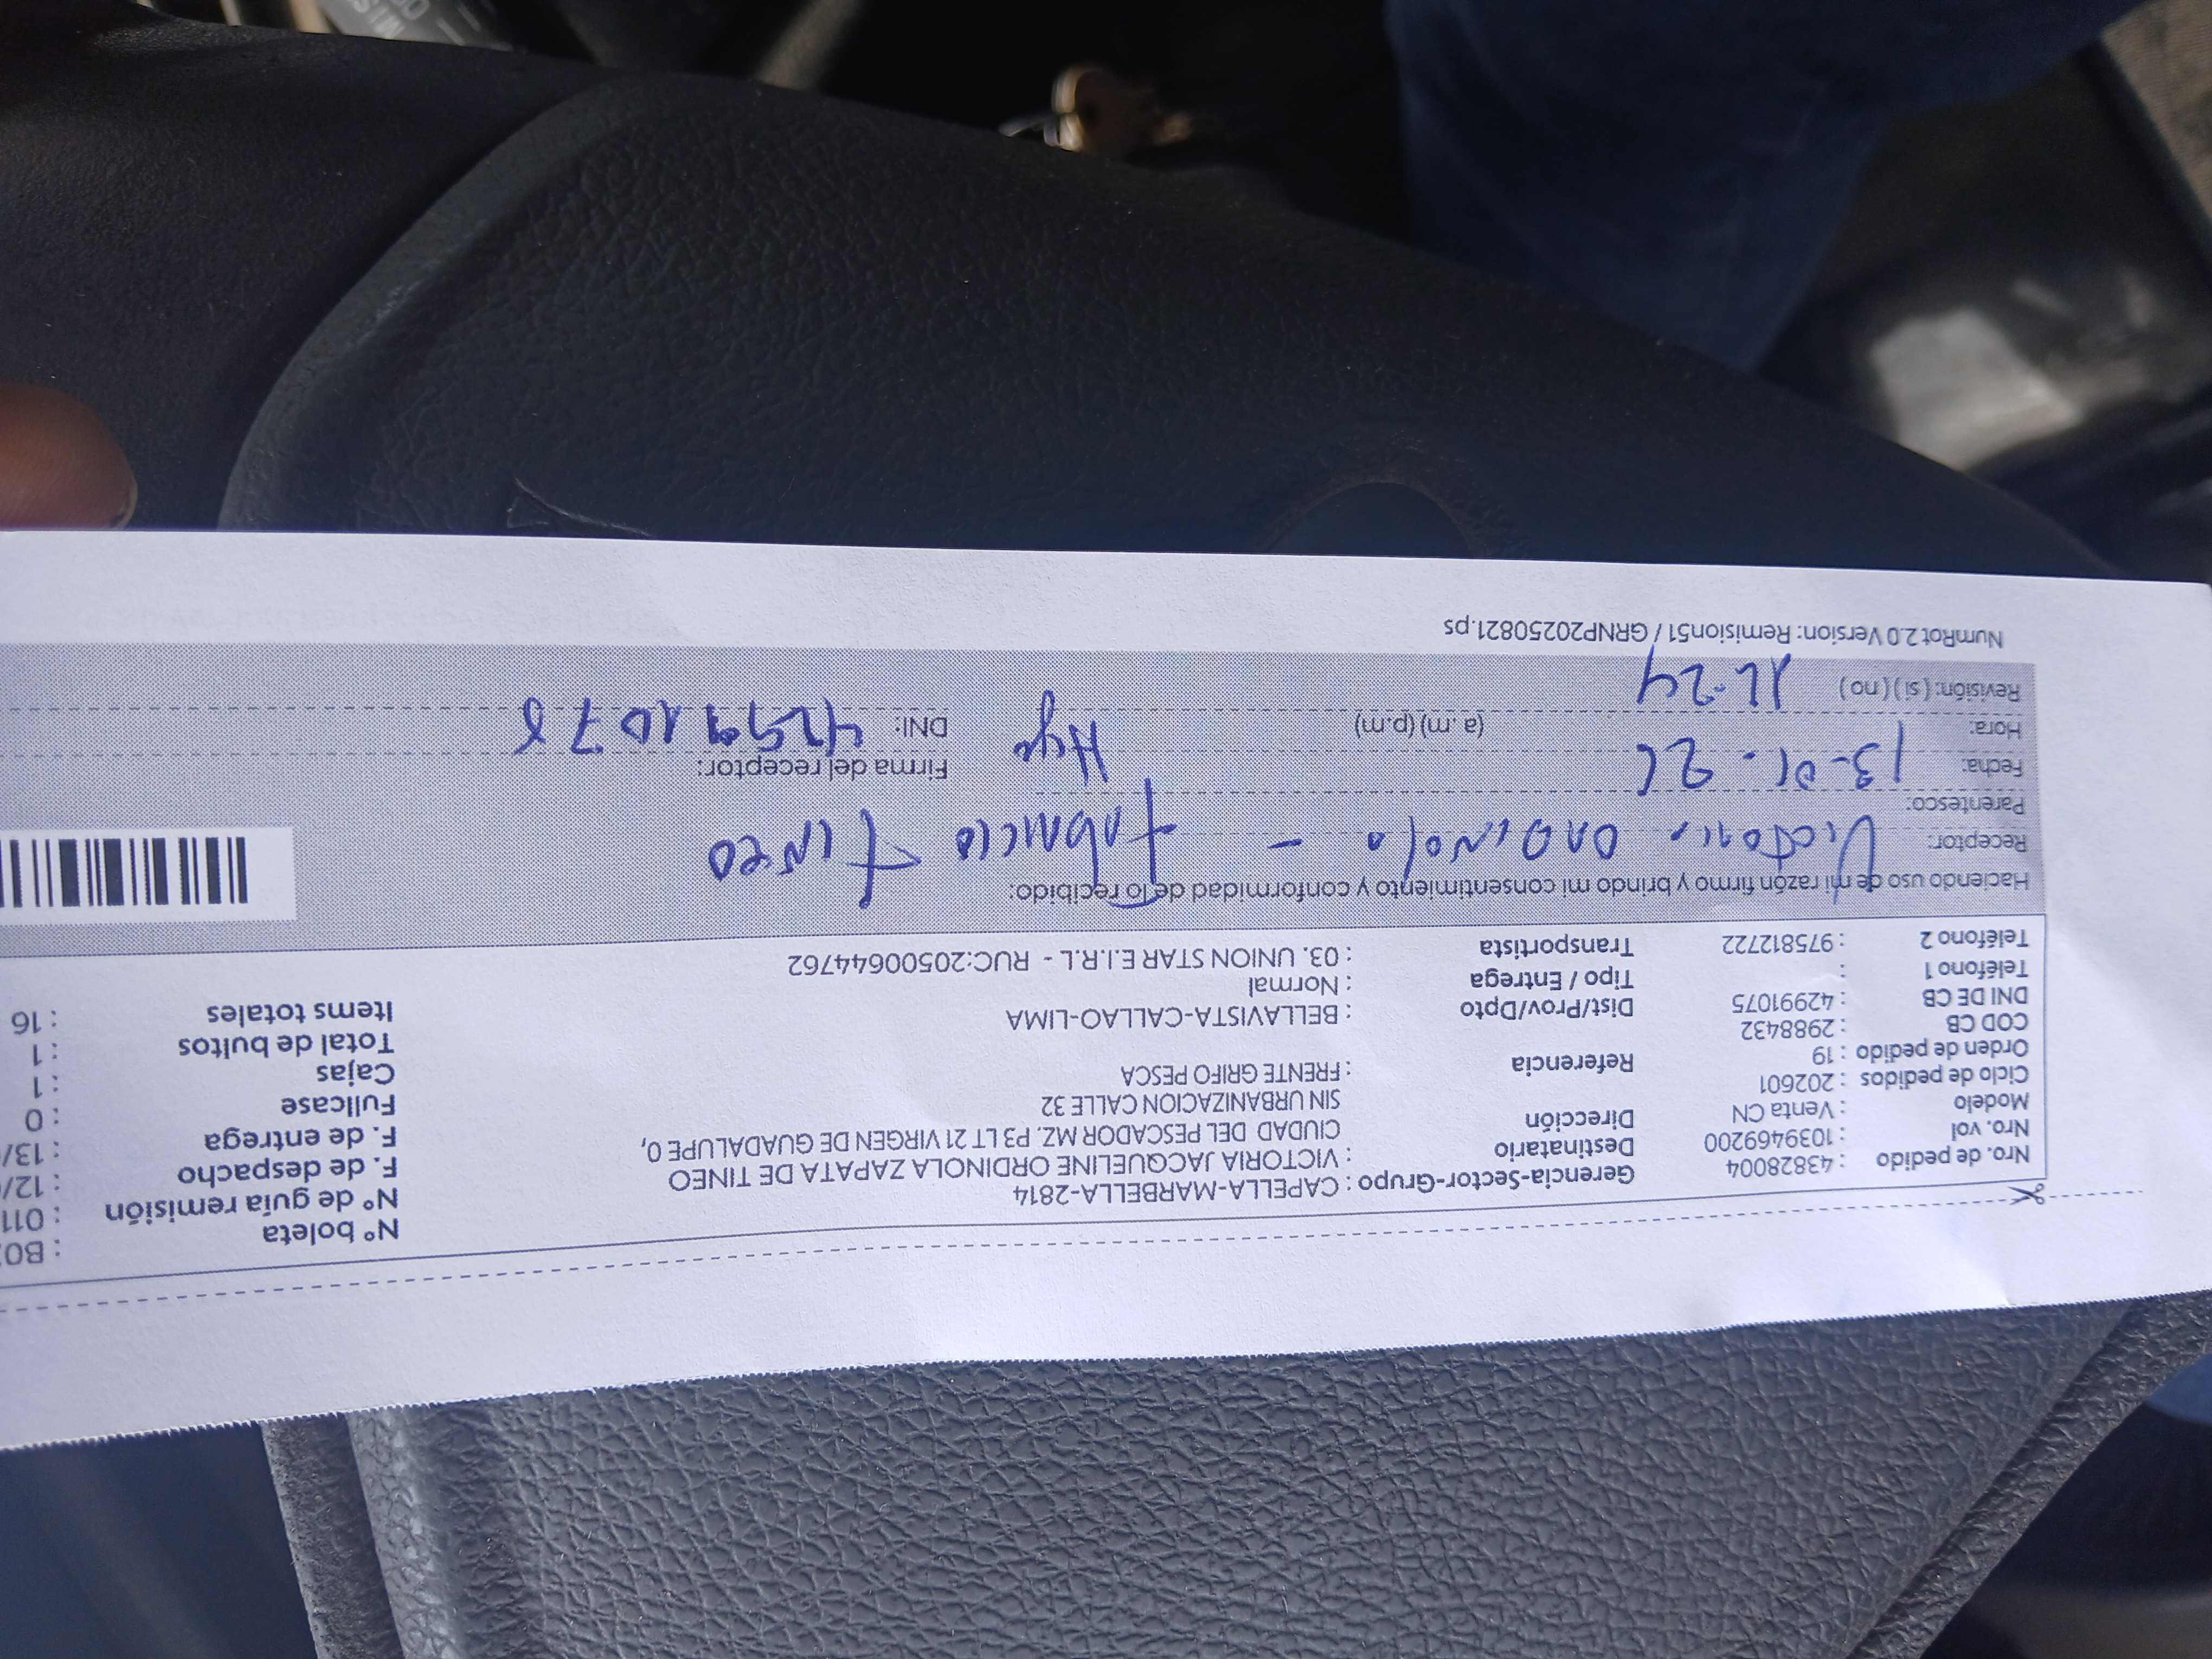 Nro. de pedido : 43828004
Nro. vol : 1039469200
Modelo : Venta CN
Ciclo de pedidos : 202601
Orden de pedido : 19
COD CB : 2988432
DNI DE CB : 42991075
Teléfono 1 :
Teléfono 2 : 975812722
Gerencia-Sector-Grupo : CAPELLA-MARBELLA-2814
Destinatario : VICTORIA JACQUELINE ORDINOLA ZAPATA DE TINEO
Dirección CIUDAD DEL PESCADOR MZ. P3 LT 21 VIRGEN DE GUADALUPE 0,
SIN URBANIZACION CALLE 32
Referencia : FRENTE GRIFO PESCA
Dist/Prov/Dpto : BELLAVISTA-CALLAO-LIMA
Tipo / Entrega : Normal
Transportista : 03. UNION STAR E.I.R.L - RUC:20500644762
N° boleta : B0
N° de guía remisión : 011
F. de despacho : 12/
F. de entrega : 13/
Fullcase : 0
Cajas : 1
Total de bultos : 1
Items totales : 16
Haciendo uso de mi razón firmo y brindo mi consentimiento y conformidad de lo recibido:
Receptor: Victoria Ordinola - Fabricio Tineo
Parentesco: Hijo
Fecha: 13-01-26
Firma del receptor:
Hora: (a.m) (p.m)
DNI:
Revisión: (si) (no)
NumRot 2.0 Version: Remision51 / GRNP20250821.ps